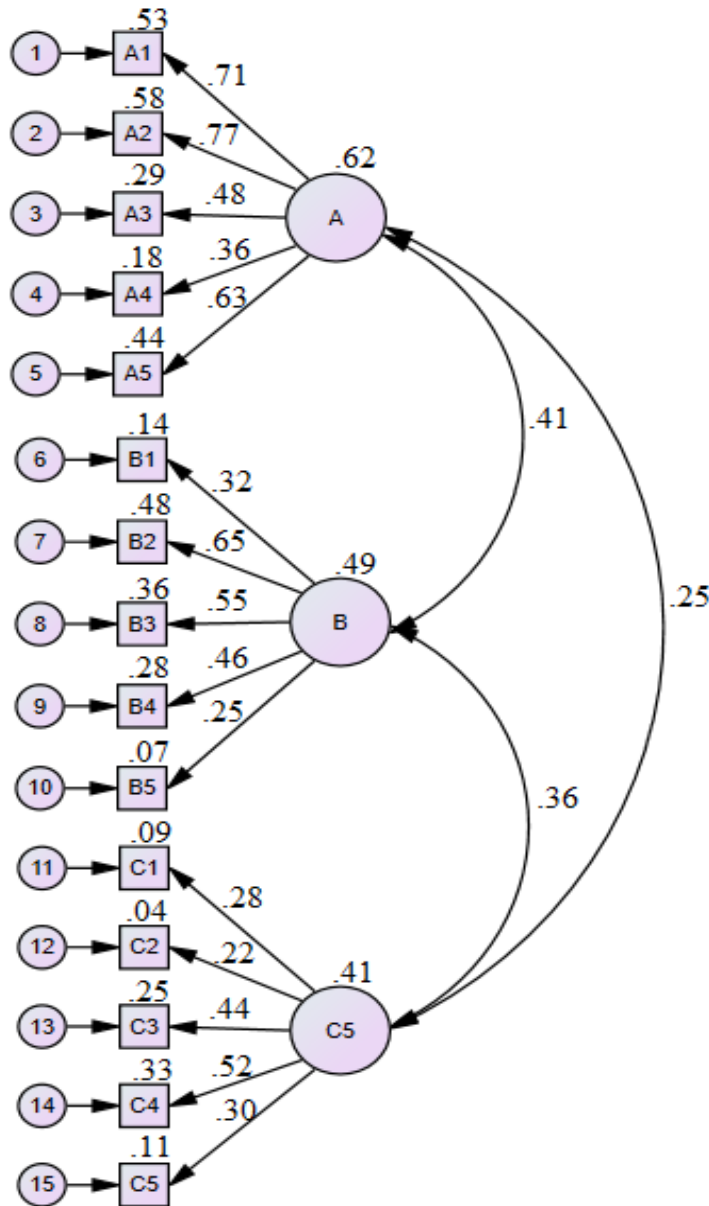 .53
1 A1
.71
.58
2 A2
.77
.62
.29
3 A3
.48
A
.36
.18
4 A4
.63
.44
5 A5
.41
.14
6 B1
.32
.48
7 B2
.65
.49
.36
8 B3
.55
B
.25
.46
.28
9 B4
.25
.07
10 B5
.36
.09
11 C1
.28
.04
12 C2
.22
.41
.25
13 C3
.44
C5
.52
.33
14 C4
.30
.11
15 C5